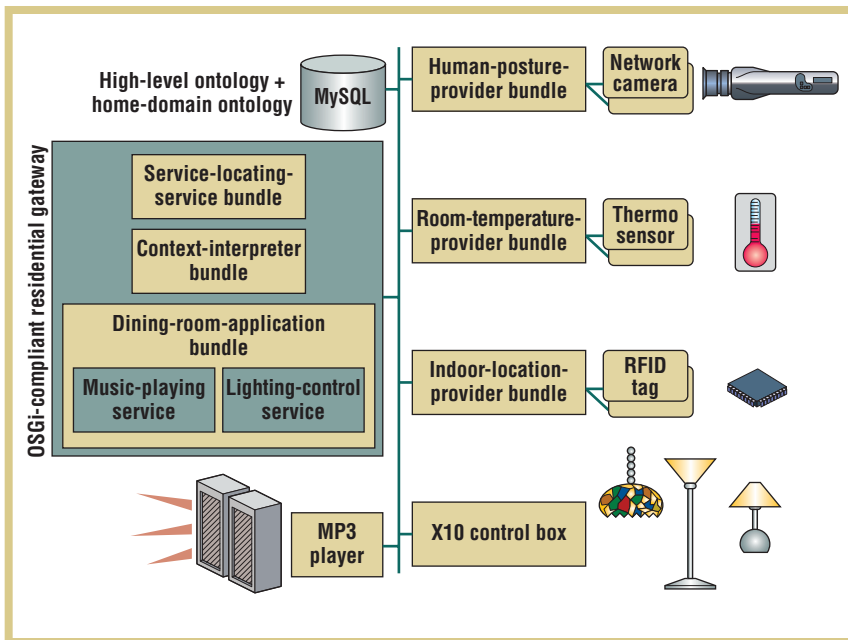 High-level ontology +
home-domain ontology
MySQL
OSGi-compliant residential gateway
Service-locating-
service bundle
Context-interpreter
bundle
Dining-room-application
bundle
Music-playing
service
Lighting-control
service
MP3
player
Human-posture-
provider bundle
Network
camera
Room-temperature-
provider bundle
Thermo
sensor
Indoor-location-
provider bundle
RFID
tag
X10 control box